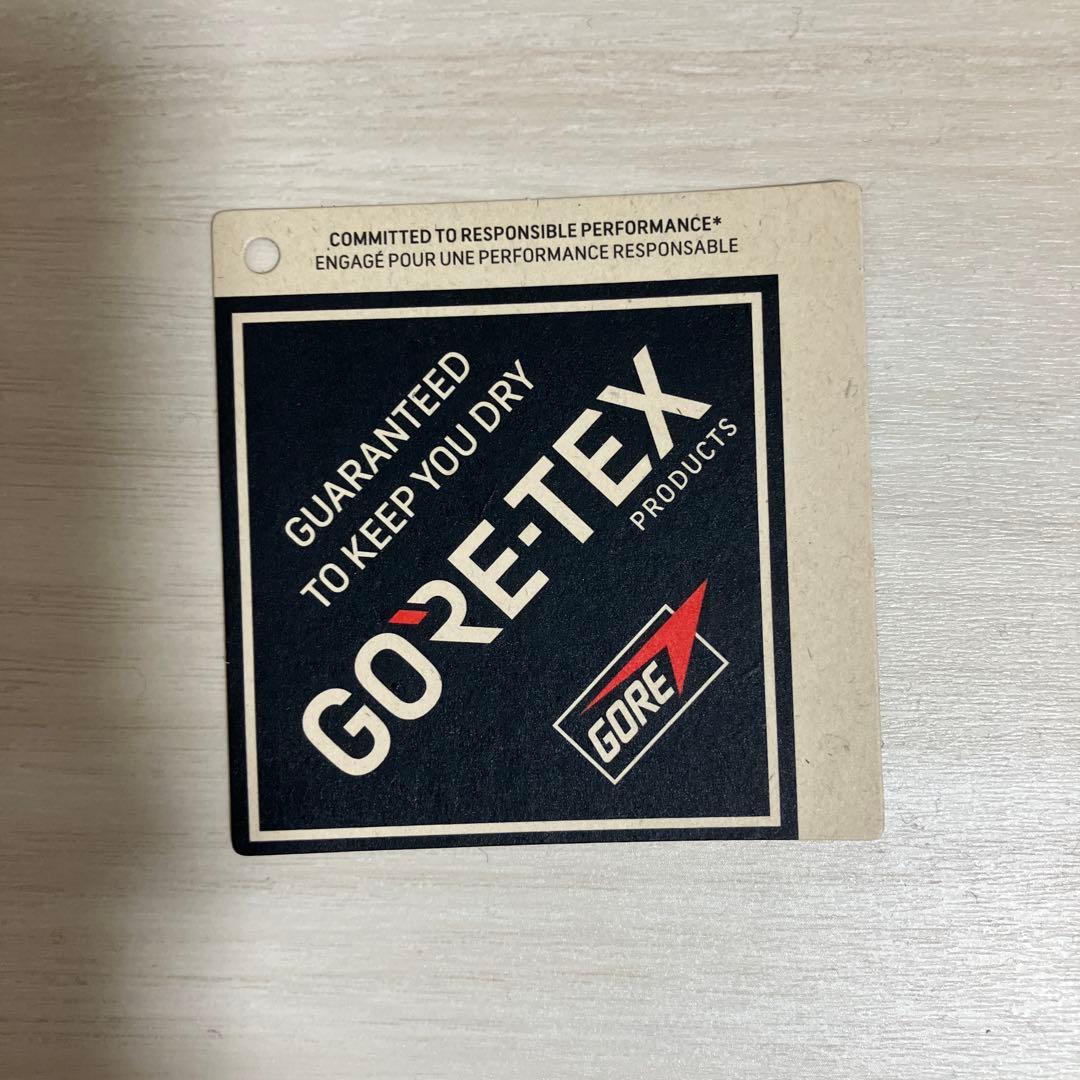 COMMITTED TO RESPONSIBLE PERFORMANCE*
ENGAGÉ POUR UNE PERFORMANCE RESPONSABLE
GUARANTEED
TO KEEP YOU DRY
GORE-TEX
PRODUCTS
GORE